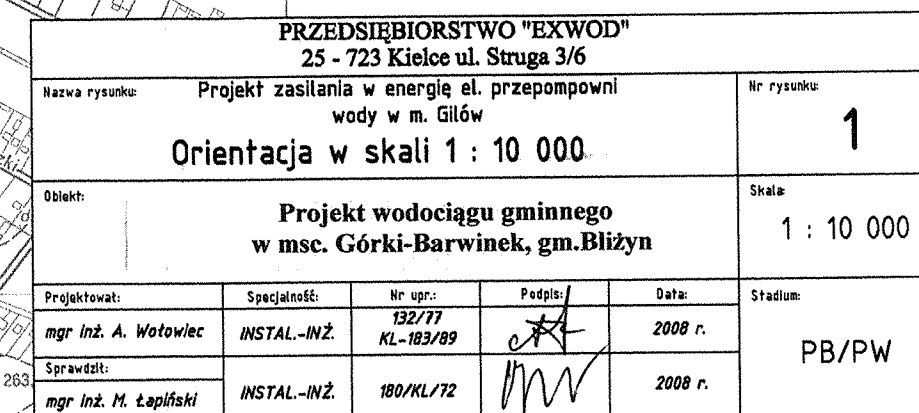 PRZEDSIĘBIORSTWO "EXWOD"
25 - 723 Kielce ul. Struga 3/6
Nazwa rysunku:
Projekt zasilania w energię el. przepompowni
wody w m. Gilów
Orientacja w skali 1 : 10 000
Nr rysunku:
1
Obiekt:
Projekt wodociągu gminnego
w msc. Górki-Barwinek, gm.Bliżyn
Skala:
1 : 10 000
Projektował: Specjalność: Nr upr.: Podpis: Data: Stadium:
mgr inż. A. Wołowiec INSTAL.-INŻ. 132/77
KL-183/89 2008 r.
PB/PW
Sprawdził:
mgr inż. M. Łapiński INSTAL.-INŻ. 180/KL/72 2008 r.
263